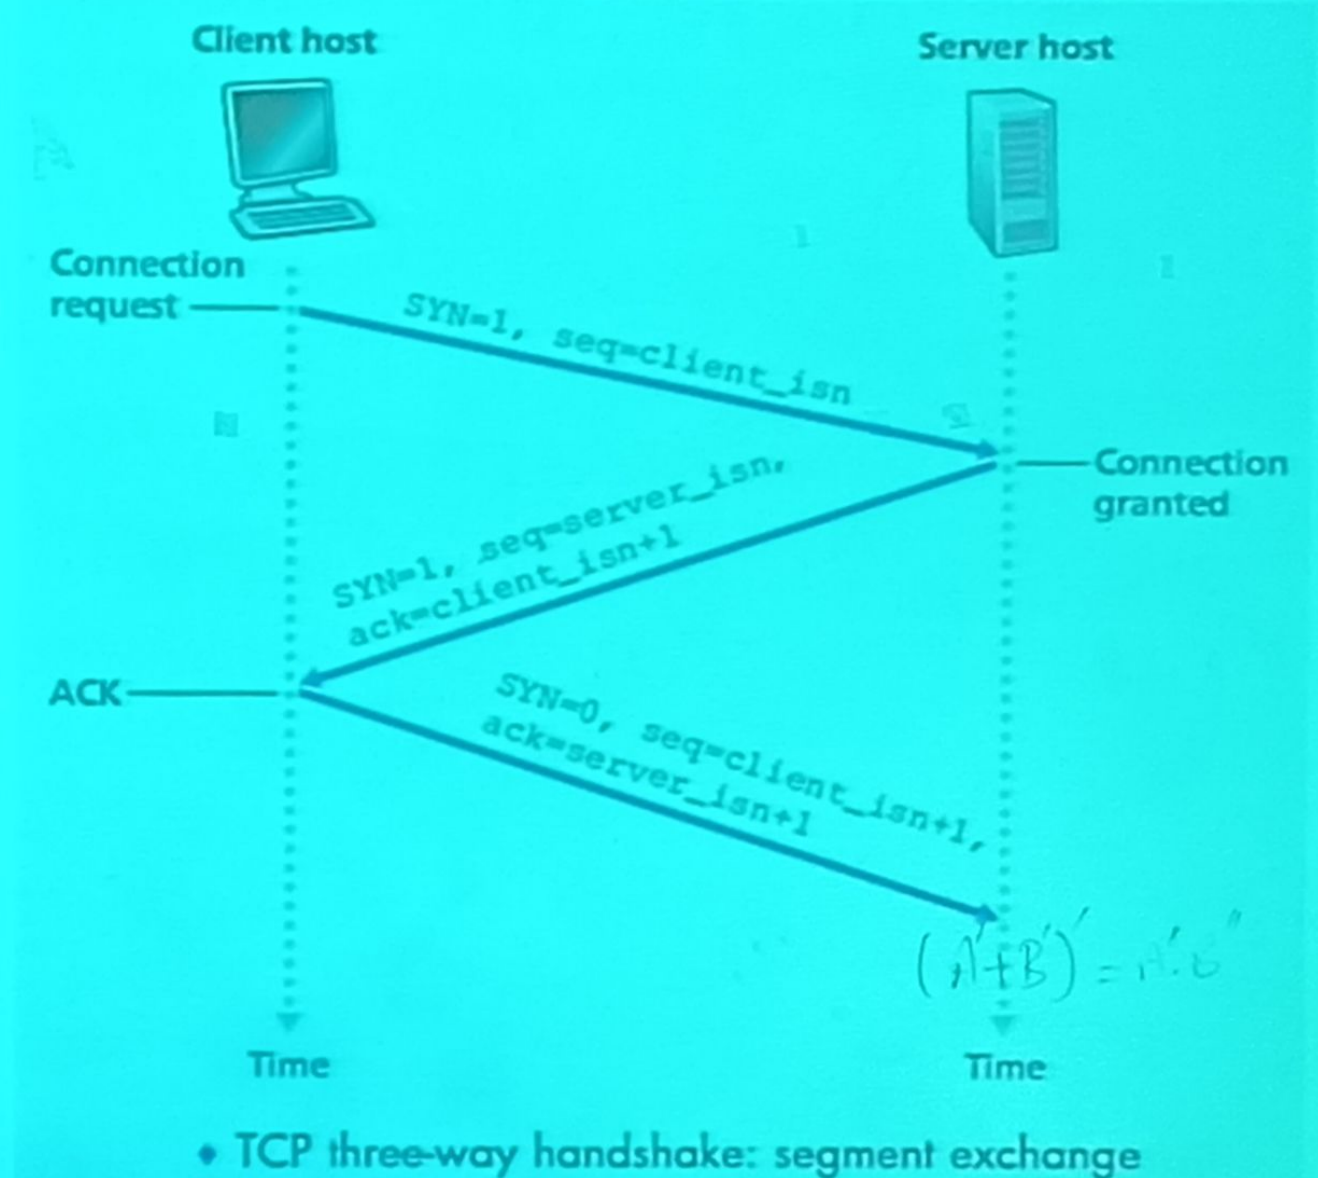 Client host
Server host
Connection
request
SYN=1, seq=client_isn
Connection
granted
SYN=1, seq=server_isn,
ack=client_isn+1
ACK
SYN=0, seq=client_isn+1,
ack=server_isn+1
(A'+B')' =
Time
Time
• TCP three-way handshake: segment exchange